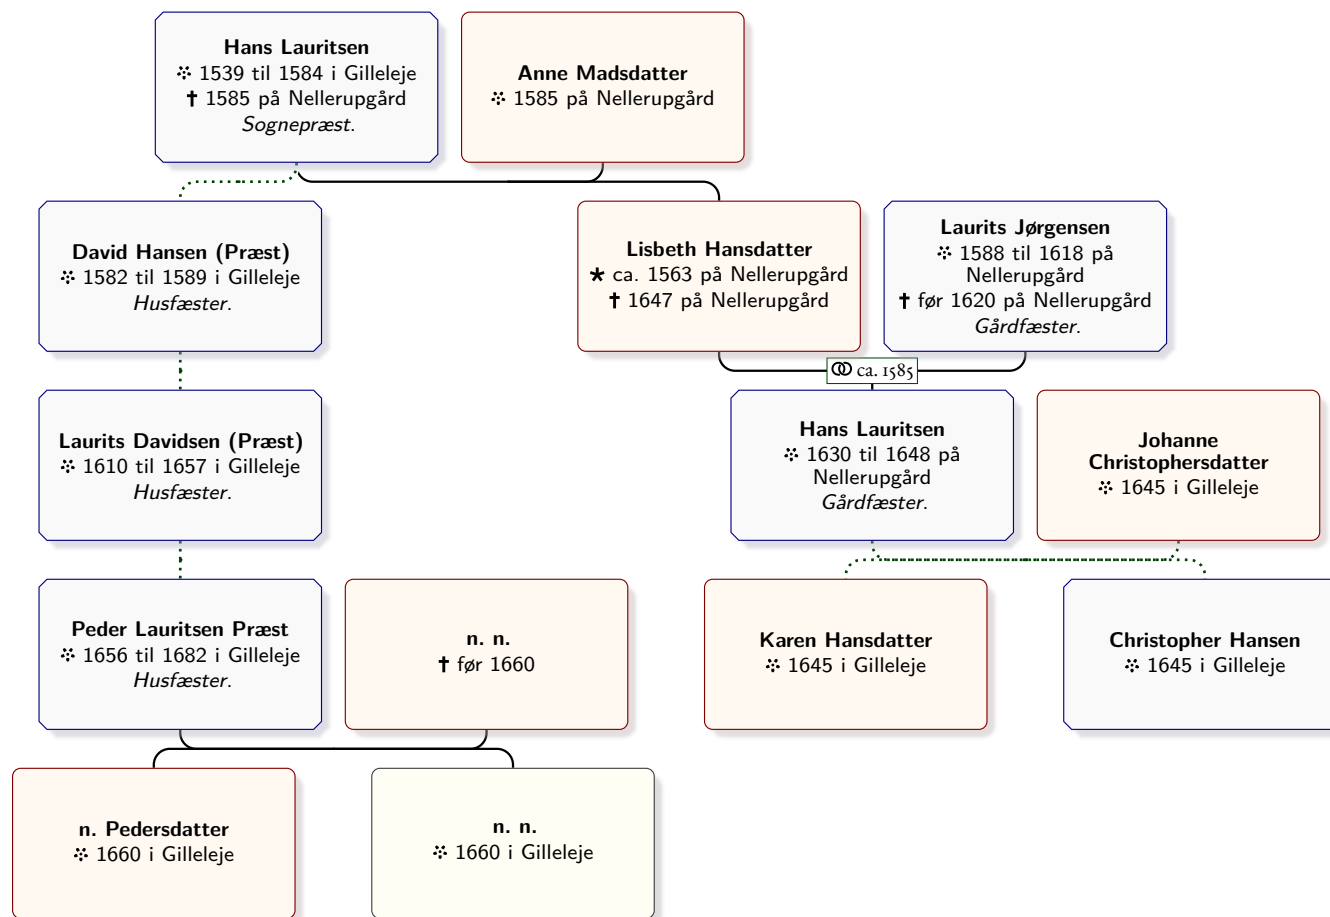 Hans Lauritsen
፨ 1539 til 1584 i Gilleleje
✝ 1585 på Nellerupgård
Sognepræst.
Anne Madsdatter
፨ 1585 på Nellerupgård
David Hansen (Præst)
፨ 1582 til 1589 i Gilleleje
Husfæster.
Lisbeth Hansdatter
★ ca. 1563 på Nellerupgård
✝ 1647 på Nellerupgård
Laurits Jørgensen
፨ 1588 til 1618 på
Nellerupgård
✝ før 1620 på Nellerupgård
Gårdfæster.
⚭ ca. 1585
Laurits Davidsen (Præst)
፨ 1610 til 1657 i Gilleleje
Husfæster.
Hans Lauritsen
፨ 1630 til 1648 på
Nellerupgård
Gårdfæster.
Johanne
Christophersdatter
፨ 1645 i Gilleleje
Peder Lauritsen Præst
፨ 1656 til 1682 i Gilleleje
Husfæster.
n. n.
✝ før 1660
Karen Hansdatter
፨ 1645 i Gilleleje
Christopher Hansen
፨ 1645 i Gilleleje
n. Pedersdatter
፨ 1660 i Gilleleje
n. n.
፨ 1660 i Gilleleje